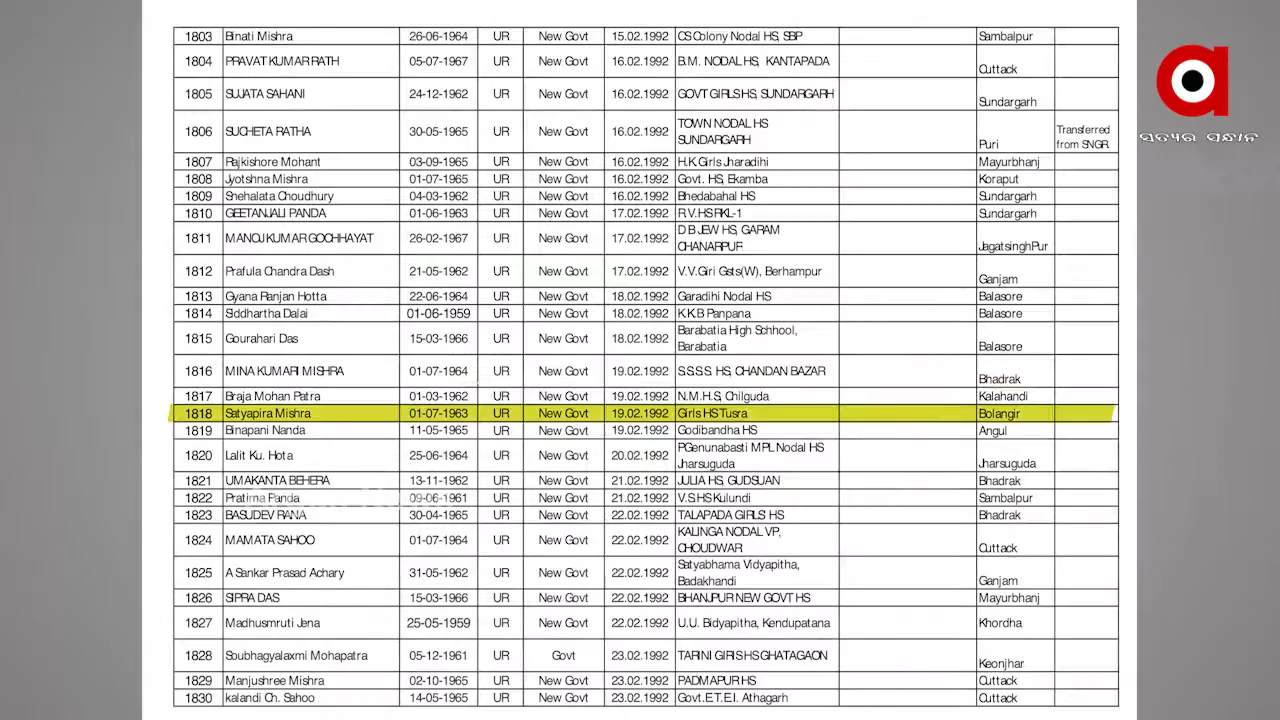 1803 Binati Mishra 26-06-1964 UR New Govt 15.02.1992 CS Colony Nodal HS, SBP Sambalpur
1804 PRAVAT KUMAR RATH 05-07-1967 UR New Govt 16.02.1992 B.M. NODAL HS, KANTAPADA Cuttack
1805 SUJATA SAHANI 24-12-1962 UR New Govt 16.02.1992 GOVT GIRLS HS, SUNDARGARH Sundargarh
1806 SUCHETA RATHA 30-05-1965 UR New Govt 16.02.1992 TOWN NODAL HS SUNDARGARH Puri Transferred from SNGR.
ସତ୍ୟର ସନ୍ଧାନ
1807 Rajkishore Mohant 03-09-1965 UR New Govt 16.02.1992 H.K Girls Jharadihi Mayurbhanj
1808 Jyotshna Mishra 01-07-1965 UR New Govt 16.02.1992 Govt. HS, Ekamba Koraput
1809 Snehalata Choudhury 04-03-1962 UR New Govt 16.02.1992 Bhedabahal HS Sundargarh
1810 GEETANJALI PANDA 01-06-1963 UR New Govt 17.02.1992 R.V.HS RKL-1 Sundargarh
1811 MANOJ KUMAR GOCHHAYAT 26-02-1967 UR New Govt 17.02.1992 D B JEW HS, GARAM CHANARPUR JagatsinghPur
1812 Prafula Chandra Dash 21-05-1962 UR New Govt 17.02.1992 V.V.Giri Gsts(W), Berhampur Ganjam
1813 Gyana Ranjan Hotta 22-06-1964 UR New Govt 18.02.1992 Garadihi Nodal HS Balasore
1814 Siddhartha Dalai 01-06-1959 UR New Govt 18.02.1992 K.K.B Panpana Balasore
1815 Gourahari Das 15-03-1966 UR New Govt 18.02.1992 Barabatia High Schhool, Barabatia Balasore
1816 MINA KUMARI MISHRA 01-07-1964 UR New Govt 19.02.1992 S.S.S.S. HS, CHANDAN BAZAR Bhadrak
1817 Braja Mohan Patra 01-03-1962 UR New Govt 19.02.1992 N.M.H.S, Chilguda Kalahandi
1818 Satyapira Mishra 01-07-1963 UR New Govt 19.02.1992 Girls HS Tusra Bolangir
1819 Binapani Nanda 11-05-1965 UR New Govt 19.02.1992 Godibandha HS Angul
1820 Lalit Ku. Hota 25-06-1964 UR New Govt 20.02.1992 PGenunabasti MPL Nodal HS Jharsuguda Jharsuguda
1821 UMAKANTA BEHERA 13-11-1962 UR New Govt 21.02.1992 JULIA HS, GUDSUAN Bhadrak
1822 Pratima Panda 09-06-1961 UR New Govt 21.02.1992 V.S.HS Kulundi Sambalpur
1823 BASUDEV RANA 30-04-1965 UR New Govt 22.02.1992 TALAPADA GIRLS' HS Bhadrak
1824 MAMATA SAHOO 01-07-1964 UR New Govt 22.02.1992 KALINGA NODAL VP, CHOUDWAR Cuttack
1825 A Sankar Prasad Achary 31-05-1962 UR New Govt 22.02.1992 Satyabhama Vidyapitha, Badakhandi Ganjam
1826 SIPRA DAS 15-03-1966 UR New Govt 22.02.1992 BHANJPUR NEW GOVT HS Mayurbhanj
1827 Madhusmruti Jena 25-05-1959 UR New Govt 22.02.1992 U.U. Bidyapitha, Kendupatana Khordha
1828 Soubhagyalaxmi Mohapatra 05-12-1961 UR Govt 23.02.1992 TARINI GIRLS HS GHATAGAON Keonjhar
1829 Manjushree Mishra 02-10-1965 UR New Govt 23.02.1992 PADMAPUR HS Cuttack
1830 kalandi Ch. Sahoo 14-05-1965 UR New Govt 23.02.1992 Govt.E.T.E.I. Athagarh Cuttack